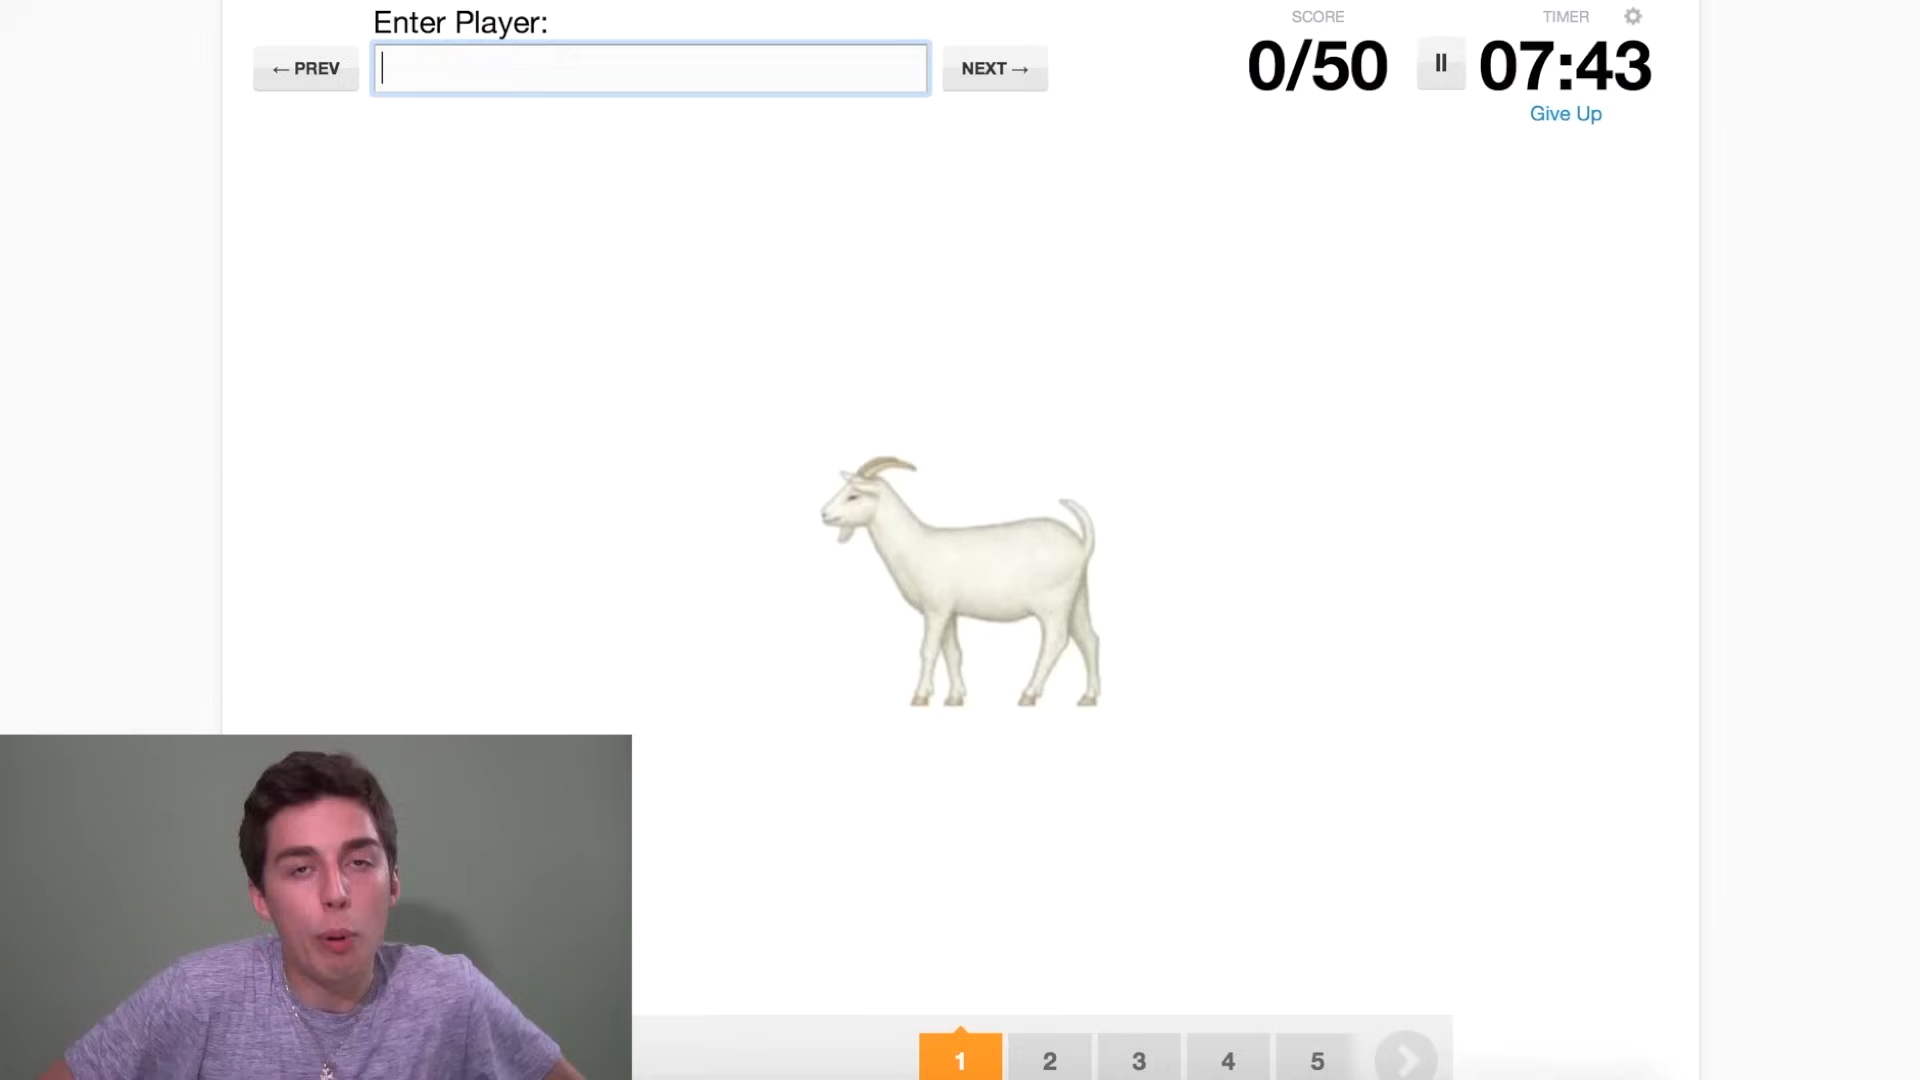 Enter Player:
← PREV
NEXT →
SCORE
0/50
TIMER
07:43
Give Up
1
2
3
4
5